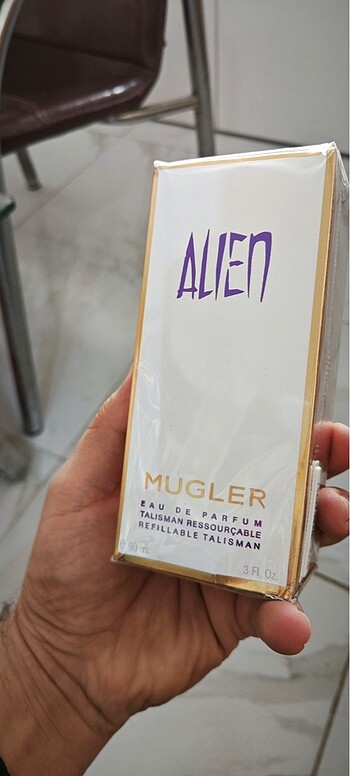 ALIEN
MUGLER
EAU DE PARFUM
TALISMAN RESSOURÇABLE
REFILLABLE TALISMAN
90 mL 3 Fl. Oz.